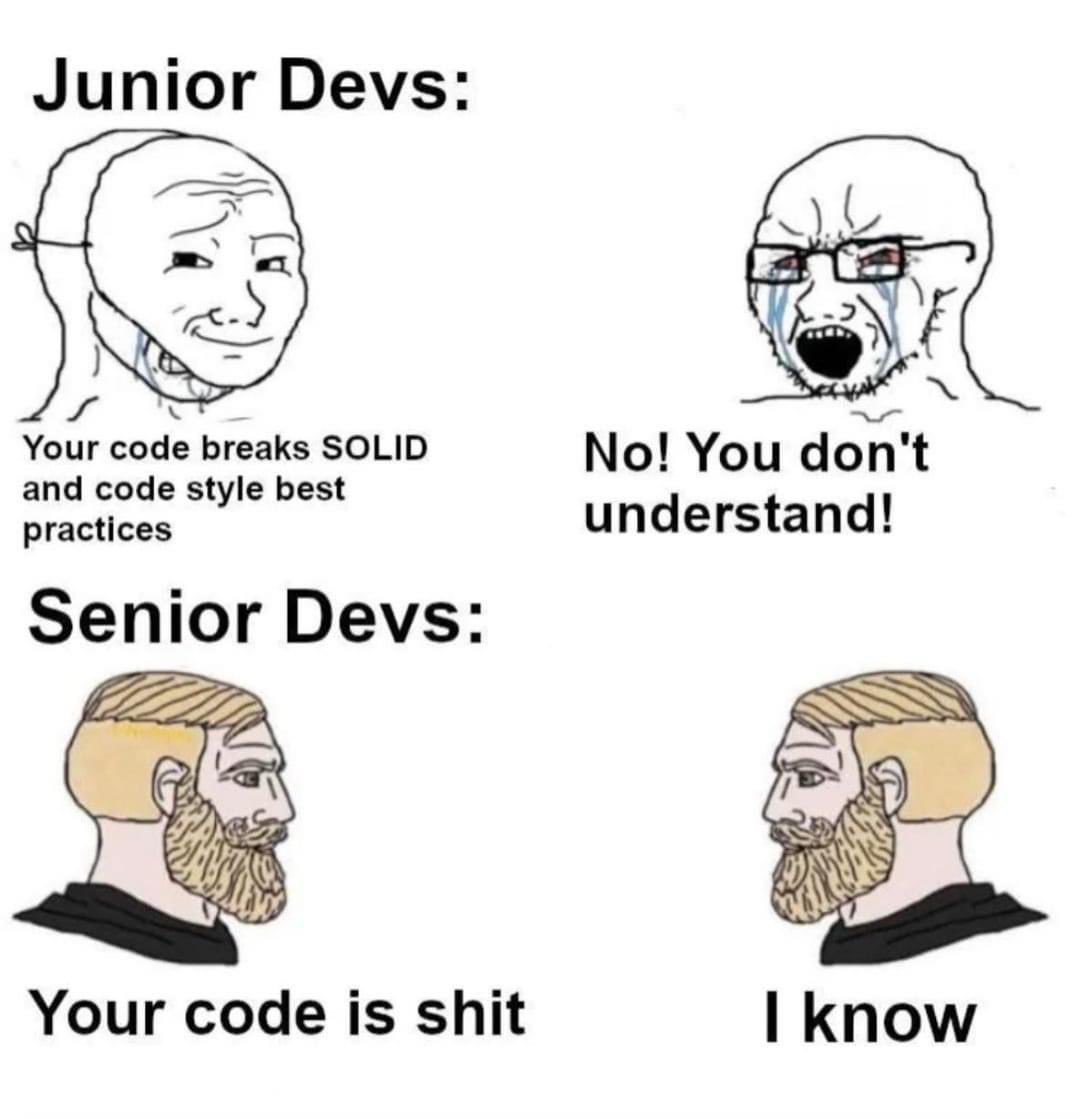 Junior Devs:
Your code breaks SOLID
and code style best
practices
No! You don't
understand!
Senior Devs:
Your code is shit
I know